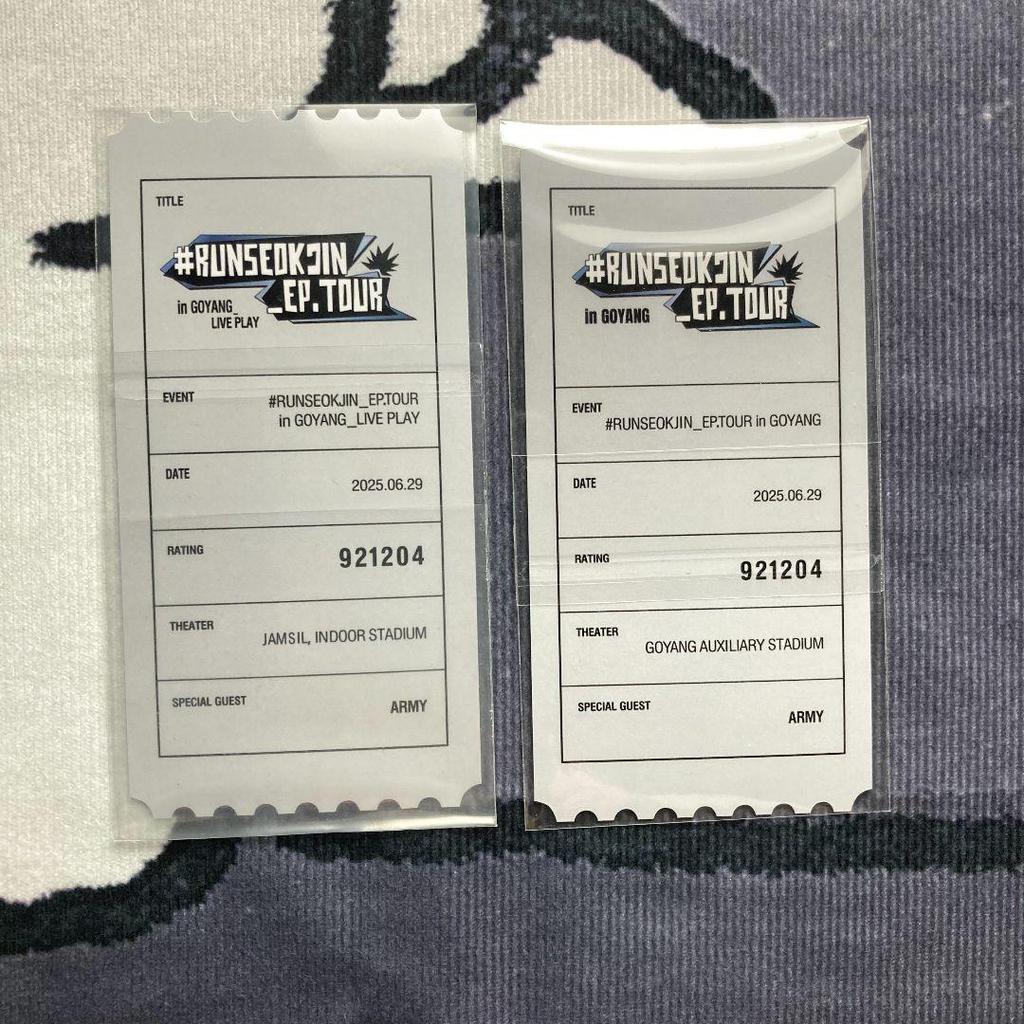 TITLE
#RUNSEOKJIN
_EP.TOUR
in GOYANG_
LIVE PLAY
EVENT
#RUNSEOKJIN_EP.TOUR
in GOYANG_LIVE PLAY
DATE
2025.06.29
RATING
921204
THEATER
JAMSIL, INDOOR STADIUM
SPECIAL GUEST
ARMY
TITLE
#RUNSEOKJIN
_EP.TOUR
in GOYANG
EVENT
#RUNSEOKJIN_EP.TOUR in GOYANG
DATE
2025.06.29
RATING
921204
THEATER
GOYANG AUXILIARY STADIUM
SPECIAL GUEST
ARMY